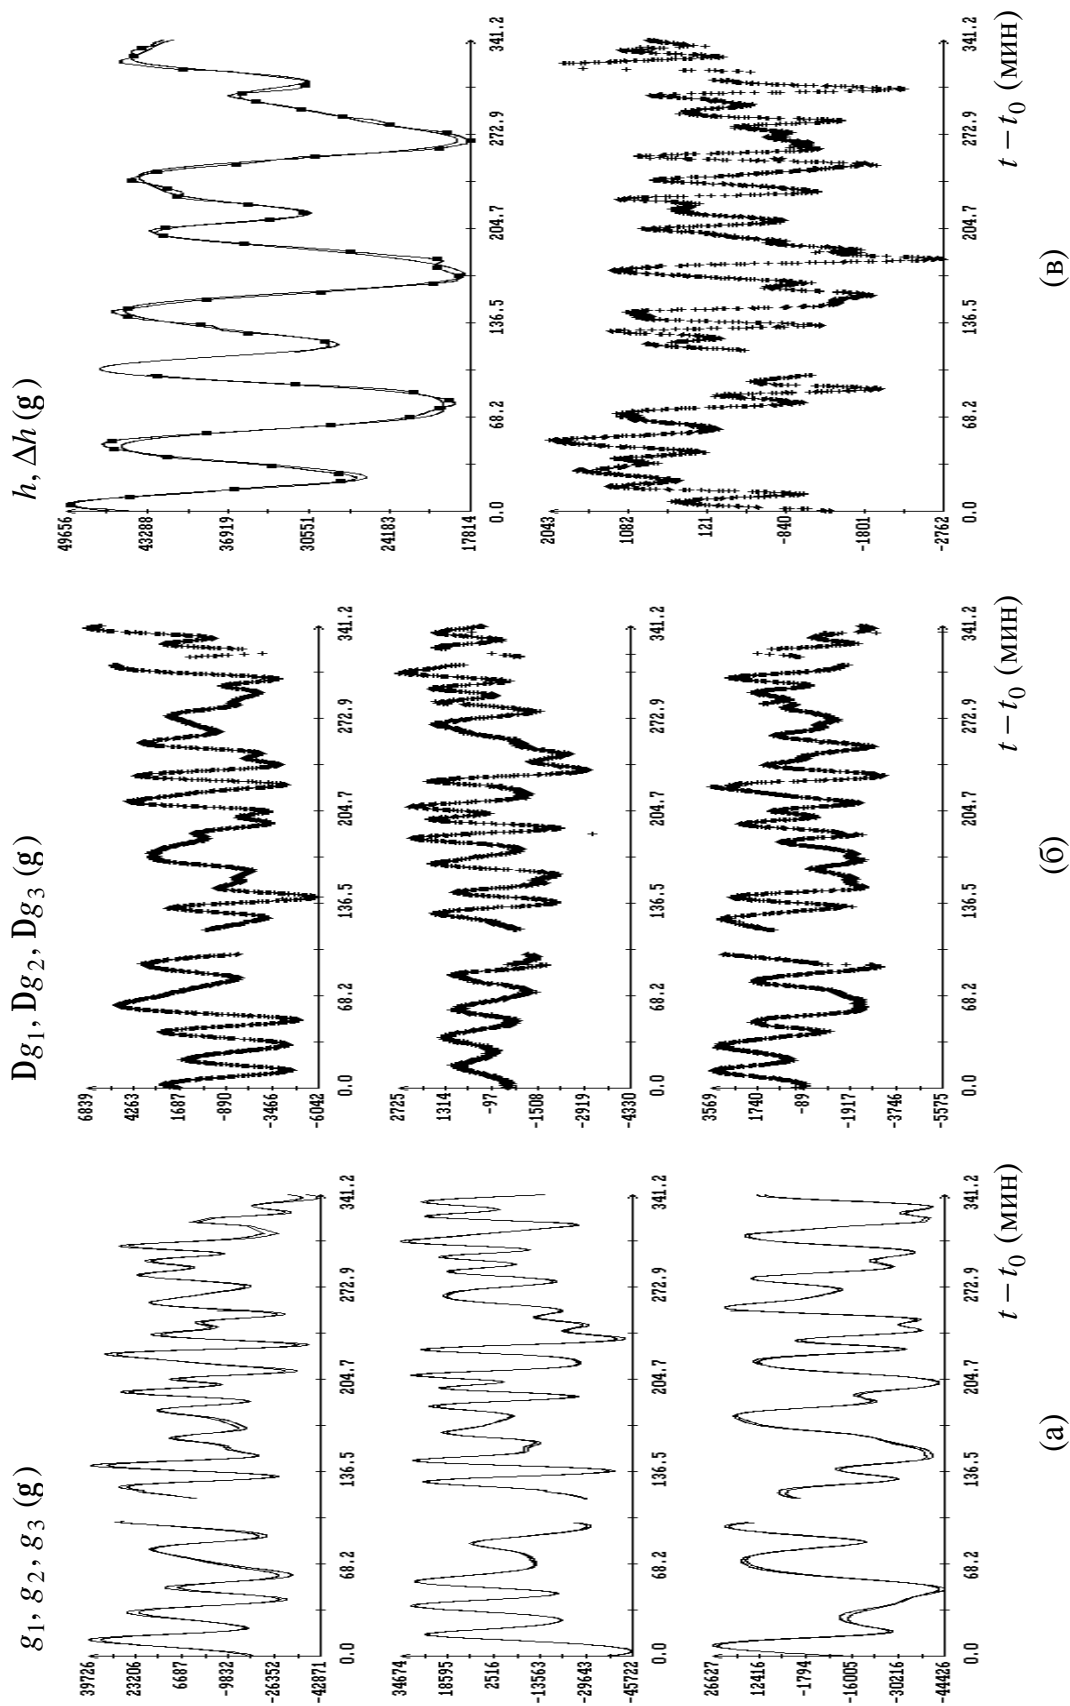 g₁, g₂, g₃ (g)
39726
23206
6687
-9832
-26352
-42871
0.0 68.2 136.5 204.7 272.9 341.2
34674
18595
2516
-13563
-29643
-45722
0.0 68.2 136.5 204.7 272.9 341.2
26627
12416
-1794
-16005
-30216
-44426
0.0 68.2 136.5 204.7 272.9 341.2
t − t₀ (мин)
(а)
Dg₁, Dg₂, Dg₃ (g)
6839
4263
1687
-890
-3466
-6042
0.0 68.2 136.5 204.7 272.9 341.2
2725
1314
-97
-1508
-2919
-4330
0.0 68.2 136.5 204.7 272.9 341.2
3569
1740
-89
-1917
-3746
-5575
0.0 68.2 136.5 204.7 272.9 341.2
t − t₀ (мин)
(б)
h, Δh (g)
49656
43288
36919
30551
24183
17814
0.0 68.2 136.5 204.7 272.9 341.2
2043
1082
121
-840
-1801
-2762
0.0 68.2 136.5 204.7 272.9 341.2
t − t₀ (мин)
(в)